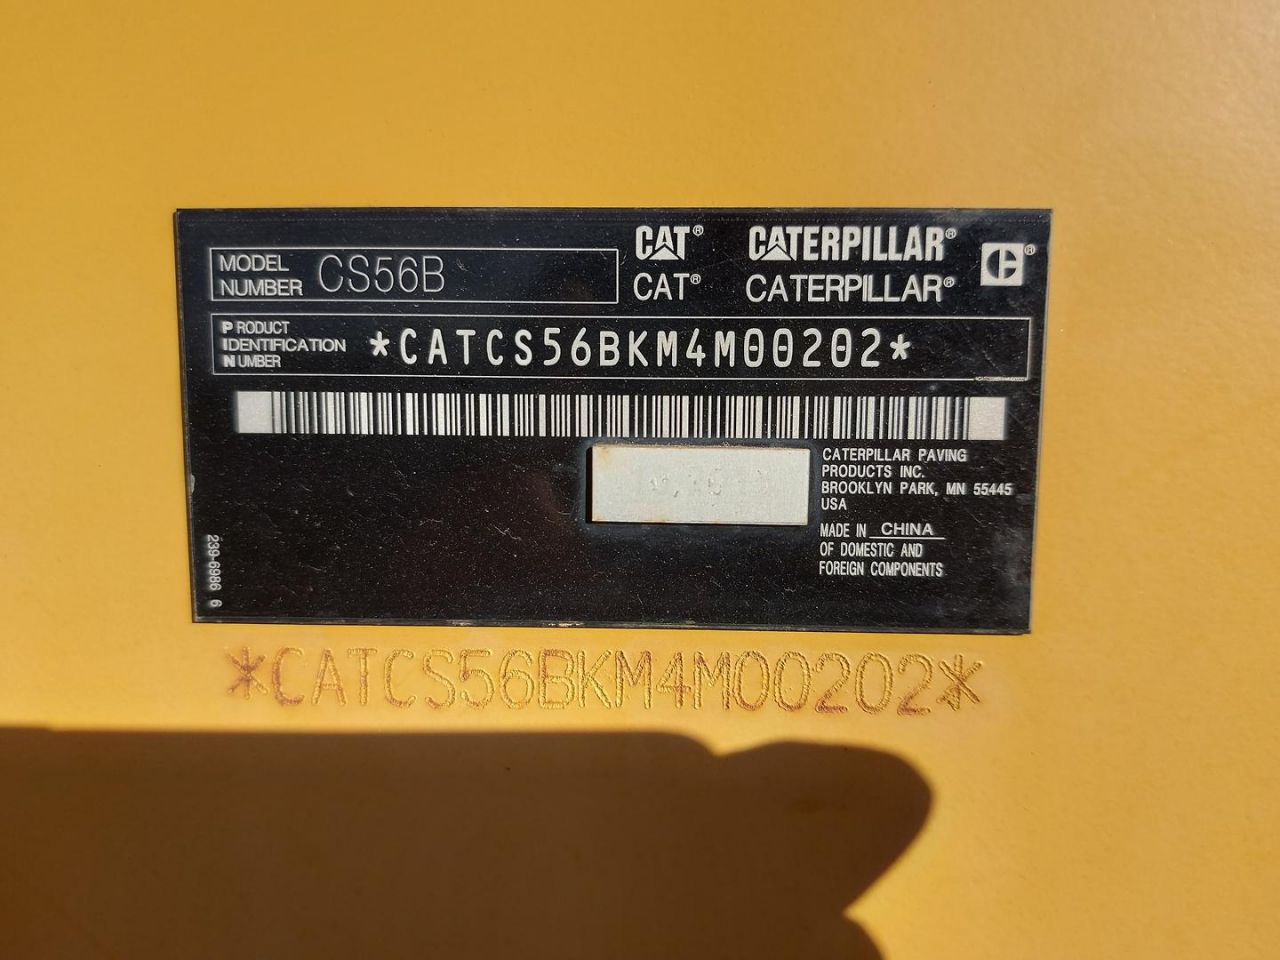 CAT® CATERPILLAR®
MODEL NUMBER CS56B
CAT® CATERPILLAR®
PRODUCT IDENTIFICATION NUMBER *CATCS56BKM4M00202*
CATERPILLAR PAVING
PRODUCTS INC.
BROOKLYN PARK, MN 55445
USA
MADE IN CHINA
OF DOMESTIC AND
FOREIGN COMPONENTS
239-6986 6
*CATCS56BKM4M00202*